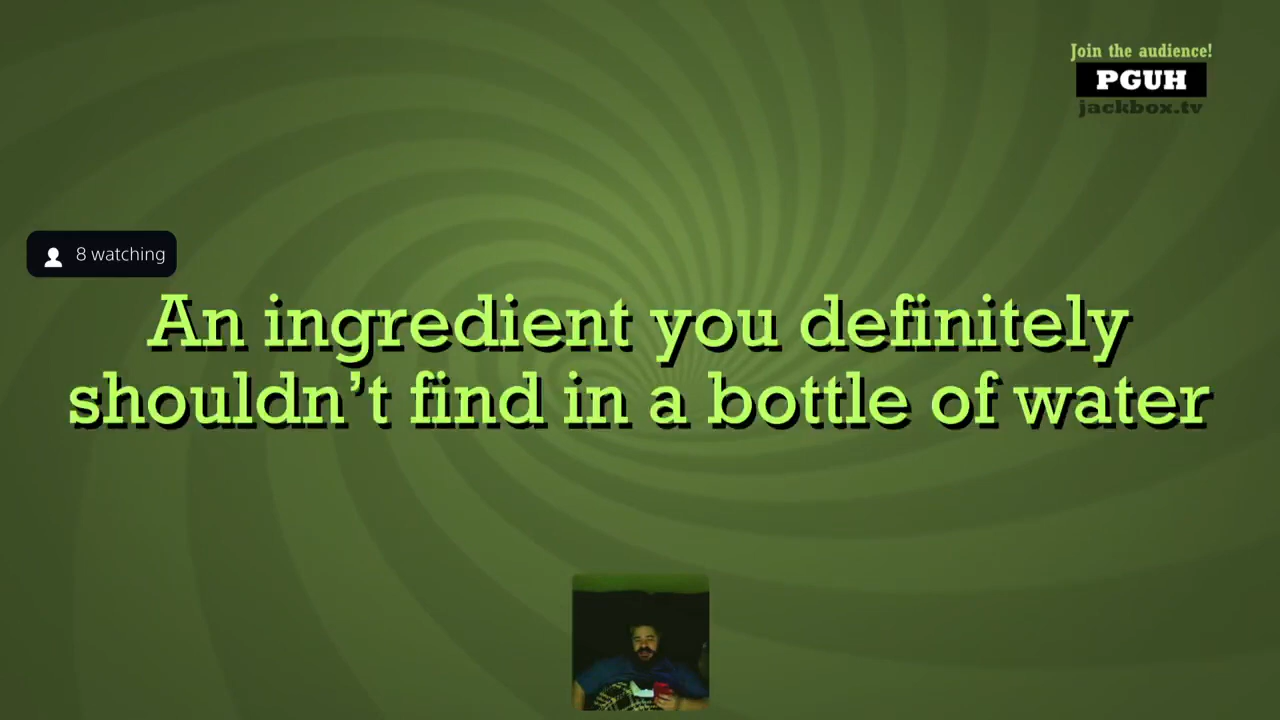 Join the audience!
PGUH
jackbox.tv
8 watching
An ingredient you definitely
shouldn't find in a bottle of water